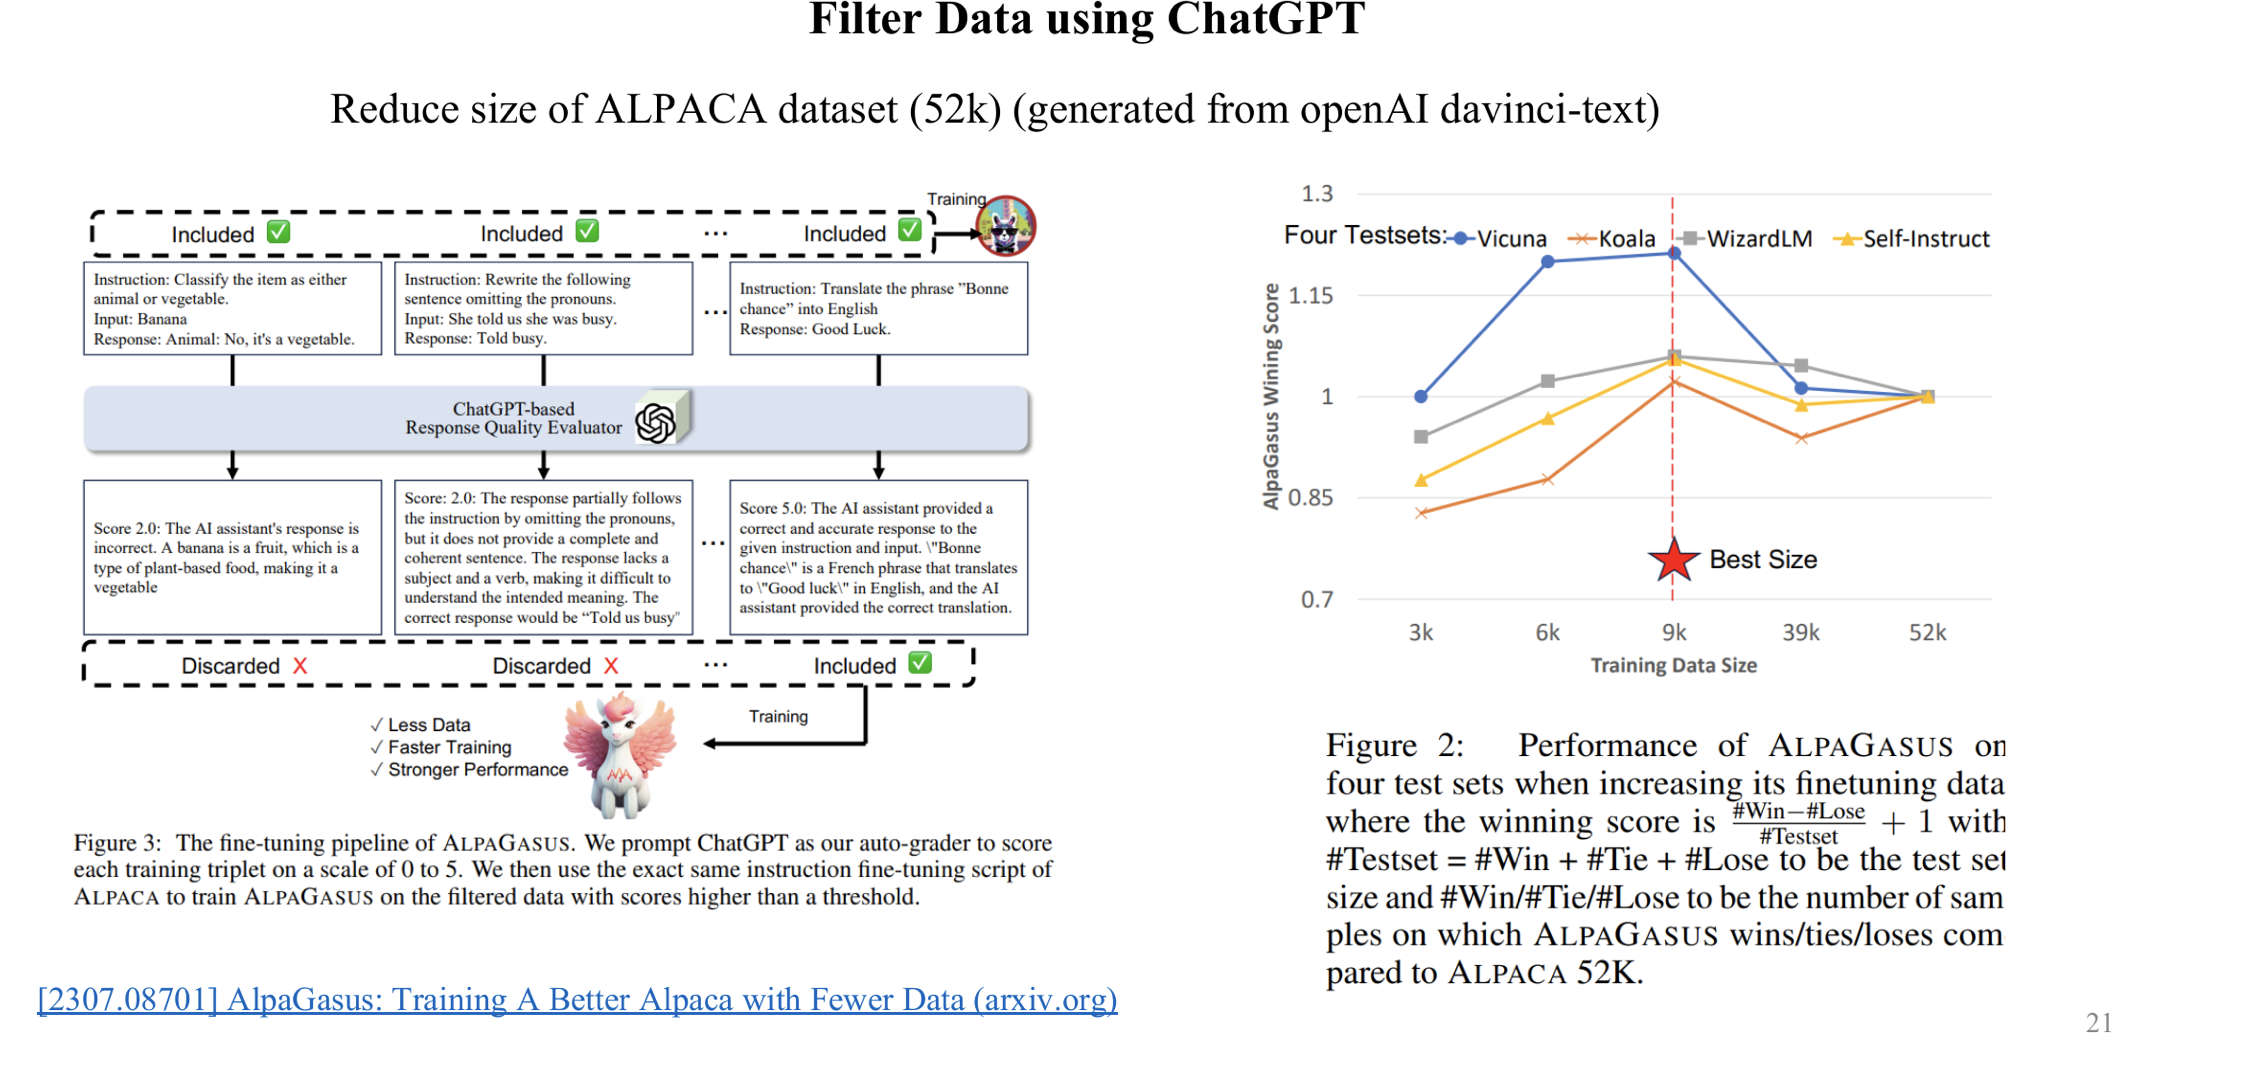 Filter Data using ChatGPT
Reduce size of ALPACA dataset (52k) (generated from openAI davinci-text)
Training
Included
Included
...
Included
Instruction: Classify the item as either
animal or vegetable.
Input: Banana
Response: Animal: No, it's a vegetable.
Instruction: Rewrite the following
sentence omitting the pronouns.
Input: She told us she was busy.
Response: Told busy.
...
Instruction: Translate the phrase ”Bonne
chance” into English
Response: Good Luck.
ChatGPT-based
Response Quality Evaluator
Score 2.0: The AI assistant's response is
incorrect. A banana is a fruit, which is a
type of plant-based food, making it a
vegetable
Score: 2.0: The response partially follows
the instruction by omitting the pronouns,
but it does not provide a complete and
coherent sentence. The response lacks a
subject and a verb, making it difficult to
understand the intended meaning. The
correct response would be “Told us busy"
...
Score 5.0: The AI assistant provided a
correct and accurate response to the
given instruction and input. \"Bonne
chance\" is a French phrase that translates
to \"Good luck\" in English, and the AI
assistant provided the correct translation.
Discarded X
Discarded X
...
Included
✓ Less Data
✓ Faster Training
✓ Stronger Performance
Training
Figure 3: The fine-tuning pipeline of ALPAGASUS. We prompt ChatGPT as our auto-grader to score
each training triplet on a scale of 0 to 5. We then use the exact same instruction fine-tuning script of
ALPACA to train ALPAGASUS on the filtered data with scores higher than a threshold.
[2307.08701] AlpaGasus: Training A Better Alpaca with Fewer Data (arxiv.org)
Four Testsets: Vicuna Koala WizardLM Self-Instruct
AlpaGasus Wining Score
1.3
1.15
1
0.85
0.7
Best Size
3k 6k 9k 39k 52k
Training Data Size
Figure 2: Performance of ALPAGASUS on
four test sets when increasing its finetuning data
where the winning score is #Win−#Lose / #Testset + 1 with
#Testset = #Win + #Tie + #Lose to be the test set
size and #Win/#Tie/#Lose to be the number of sam
ples on which ALPAGASUS wins/ties/loses com
pared to ALPACA 52K.
21